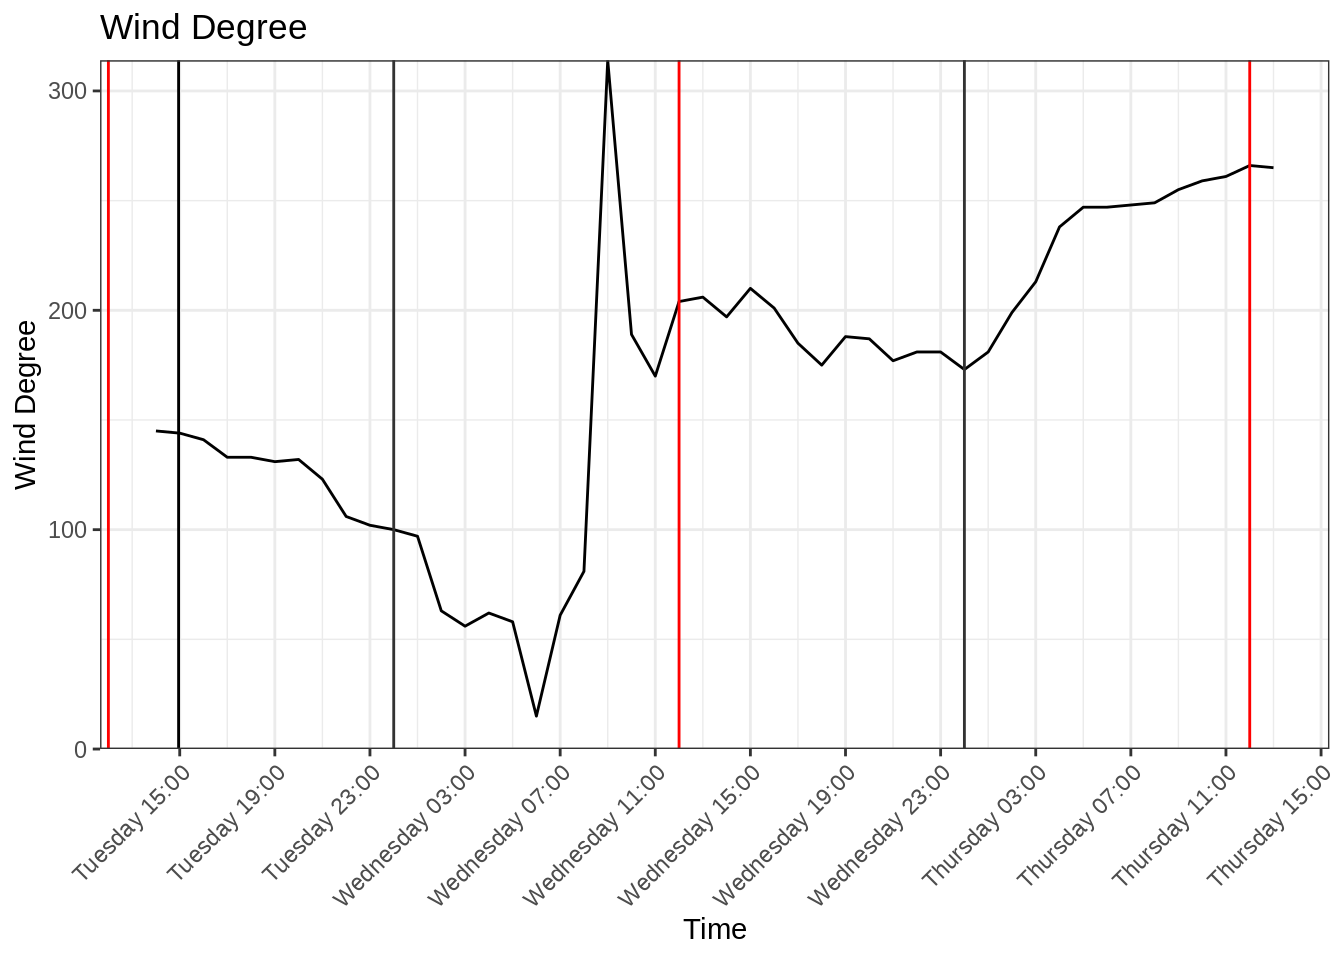 Wind Degree
300
200
100
0
Wind Degree
Tuesday 15:00
Tuesday 19:00
Tuesday 23:00
Wednesday 03:00
Wednesday 07:00
Wednesday 11:00
Wednesday 15:00
Wednesday 19:00
Wednesday 23:00
Thursday 03:00
Thursday 07:00
Thursday 11:00
Thursday 15:00
Time